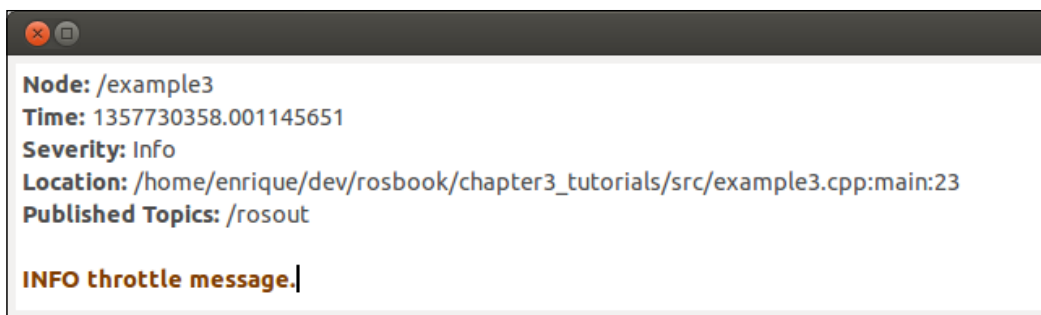 Node: /example3
Time: 1357730358.001145651
Severity: Info
Location: /home/enrique/dev/rosbook/chapter3_tutorials/src/example3.cpp:main:23
Published Topics: /rosout
INFO throttle message.